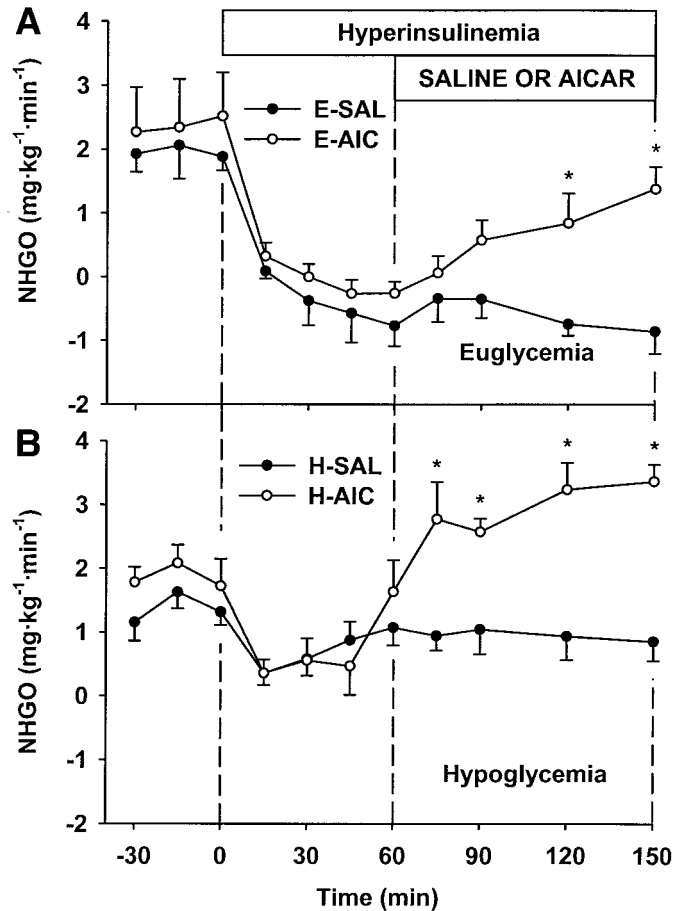 A
4
Hyperinsulinemia
3
SALINE OR AICAR
E-SAL
E-AIC
2
*
*
1
0
-1
Euglycemia
-2
NHGO (mg·kg⁻¹·min⁻¹)
B
4
H-SAL
H-AIC
*
*
*
*
3
2
1
0
-1
Hypoglycemia
-2
NHGO (mg·kg⁻¹·min⁻¹)
-30 0 30 60 90 120 150
Time (min)